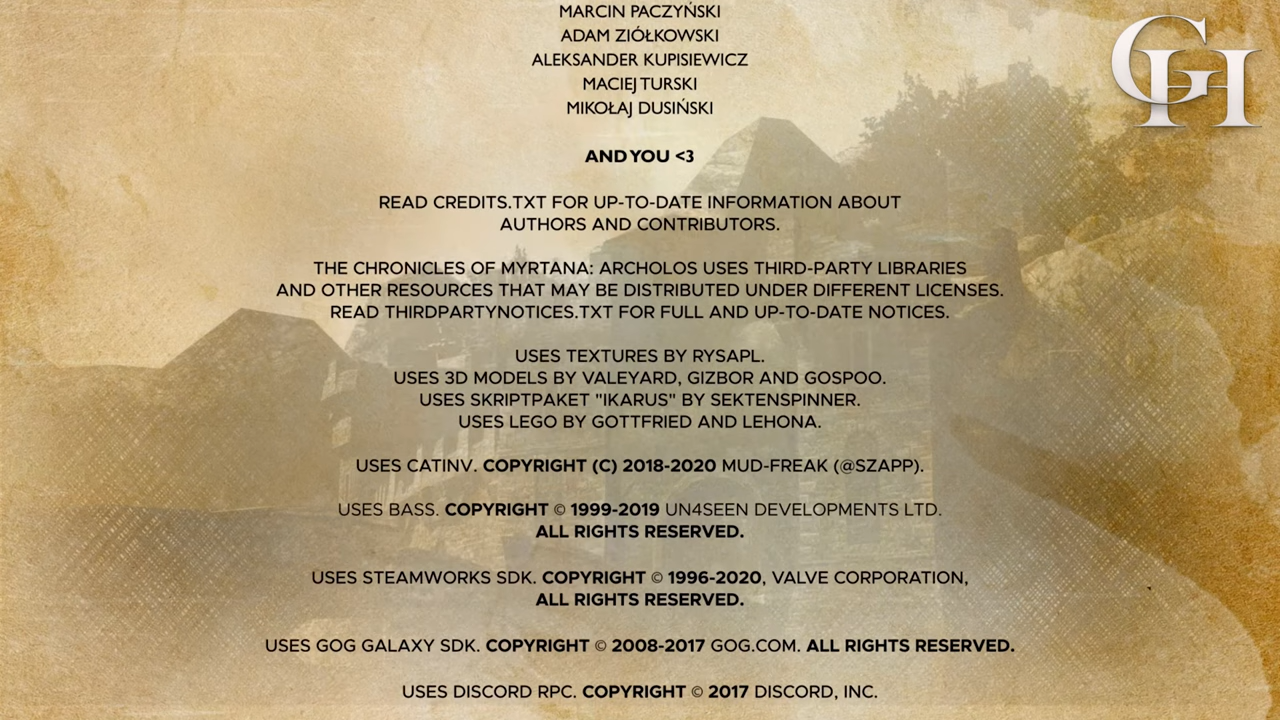 MARCIN PACZYŃSKI
ADAM ZIÓŁKOWSKI
ALEKSANDER KUPISIEWICZ
MACIEJ TURSKI
MIKOŁAJ DUSIŃSKI
AND YOU <3
READ CREDITS.TXT FOR UP-TO-DATE INFORMATION ABOUT
AUTHORS AND CONTRIBUTORS.
THE CHRONICLES OF MYRTANA: ARCHOLOS USES THIRD-PARTY LIBRARIES
AND OTHER RESOURCES THAT MAY BE DISTRIBUTED UNDER DIFFERENT LICENSES.
READ THIRDPARTYNOTICES.TXT FOR FULL AND UP-TO-DATE NOTICES.
USES TEXTURES BY RYSAPL.
USES 3D MODELS BY VALEYARD, GIZBOR AND GOSPOO.
USES SKRIPTPAKET "IKARUS" BY SEKTENSPINNER.
USES LEGO BY GOTTFRIED AND LEHONA.
USES CATINV. COPYRIGHT (C) 2018-2020 MUD-FREAK (@SZAPP).
USES BASS. COPYRIGHT © 1999-2019 UN4SEEN DEVELOPMENTS LTD.
ALL RIGHTS RESERVED.
USES STEAMWORKS SDK. COPYRIGHT © 1996-2020, VALVE CORPORATION,
ALL RIGHTS RESERVED.
USES GOG GALAXY SDK. COPYRIGHT © 2008-2017 GOG.COM. ALL RIGHTS RESERVED.
USES DISCORD RPC. COPYRIGHT © 2017 DISCORD, INC.
GH